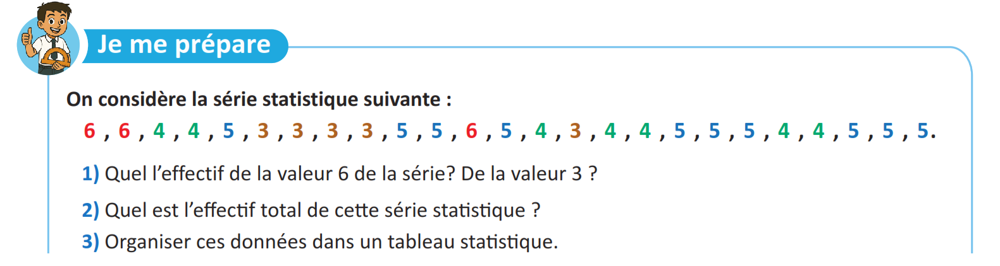 Je me prépare
On considère la série statistique suivante :
6 , 6 , 4 , 4 , 5 , 3 , 3 , 3 , 3 , 5 , 5 , 6 , 5 , 4 , 3 , 4 , 4 , 5 , 5 , 5 , 4 , 4 , 5 , 5 , 5.
1) Quel l’effectif de la valeur 6 de la série? De la valeur 3 ?
2) Quel est l’effectif total de cette série statistique ?
3) Organiser ces données dans un tableau statistique.